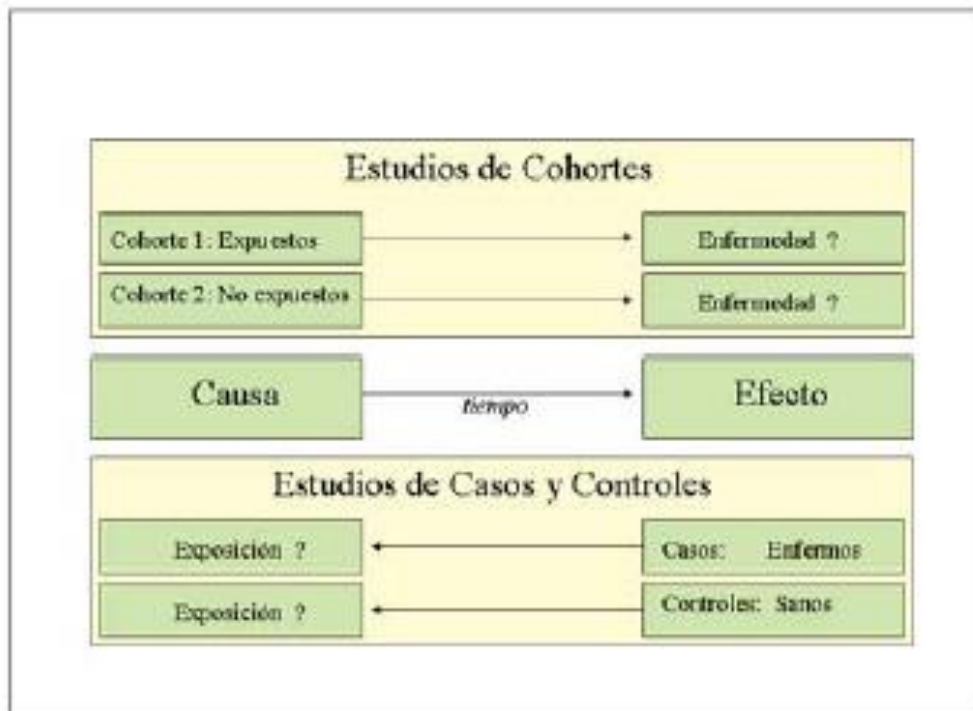 Estudios de Cohortes
Cohorte 1: Expuestos
Enfermedad ?
Cohorte 2: No expuestos
Enfermedad ?
Causa
tiempo
Efecto
Estudios de Casos y Controles
Exposición ?
Casos: Enfermos
Exposición ?
Controles: Sanos